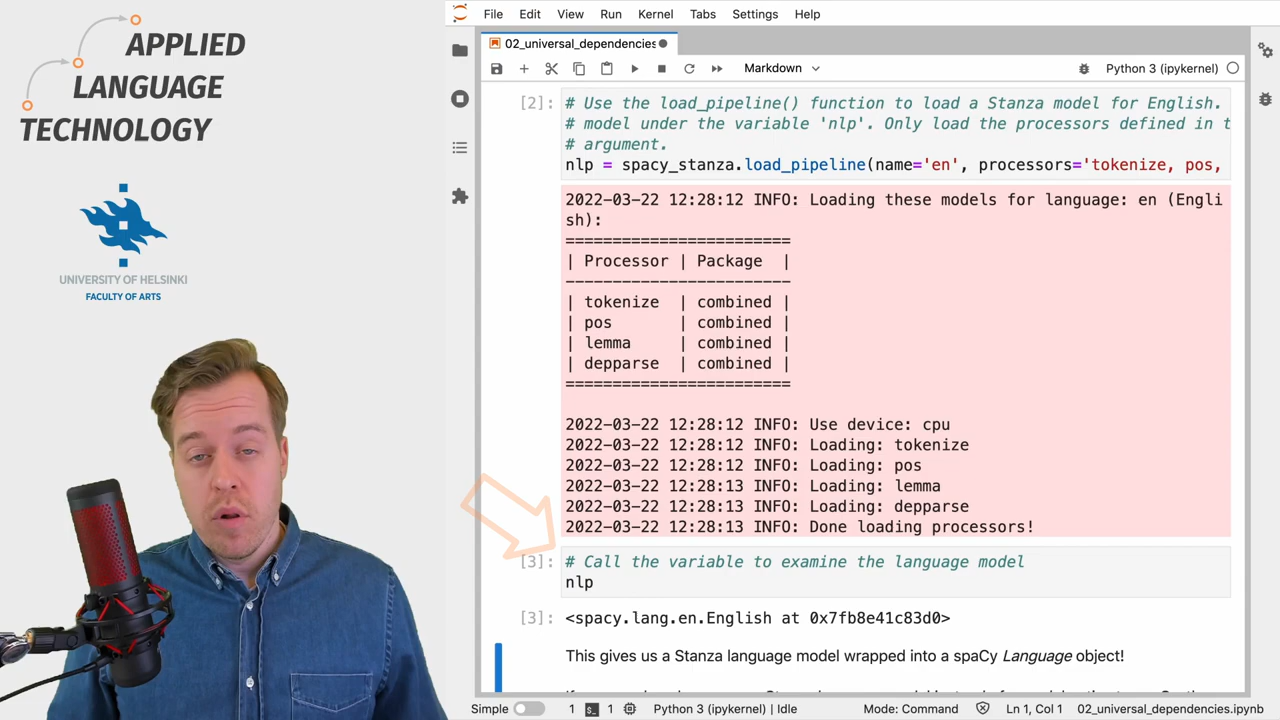 APPLIED
LANGUAGE
TECHNOLOGY
UNIVERSITY OF HELSINKI
FACULTY OF ARTS
File Edit View Run Kernel Tabs Settings Help
02_universal_dependencies
Markdown
Python 3 (ipykernel)
[2]:
# Use the load_pipeline() function to load a Stanza model for English.
# model under the variable 'nlp'. Only load the processors defined in t
# argument.
nlp = spacy_stanza.load_pipeline(name='en', processors='tokenize, pos,
2022-03-22 12:28:12 INFO: Loading these models for language: en (Engli
sh):
========================
| Processor | Package |
------------------------
| tokenize | combined |
| pos | combined |
| lemma | combined |
| depparse | combined |
========================
2022-03-22 12:28:12 INFO: Use device: cpu
2022-03-22 12:28:12 INFO: Loading: tokenize
2022-03-22 12:28:12 INFO: Loading: pos
2022-03-22 12:28:13 INFO: Loading: lemma
2022-03-22 12:28:13 INFO: Loading: depparse
2022-03-22 12:28:13 INFO: Done loading processors!
[3]:
# Call the variable to examine the language model
nlp
[3]:
<spacy.lang.en.English at 0x7fb8e41c83d0>
This gives us a Stanza language model wrapped into a spaCy Language object!
Simple 1 1 Python 3 (ipykernel) | Idle Mode: Command Ln 1, Col 1 02_universal_dependencies.ipynb